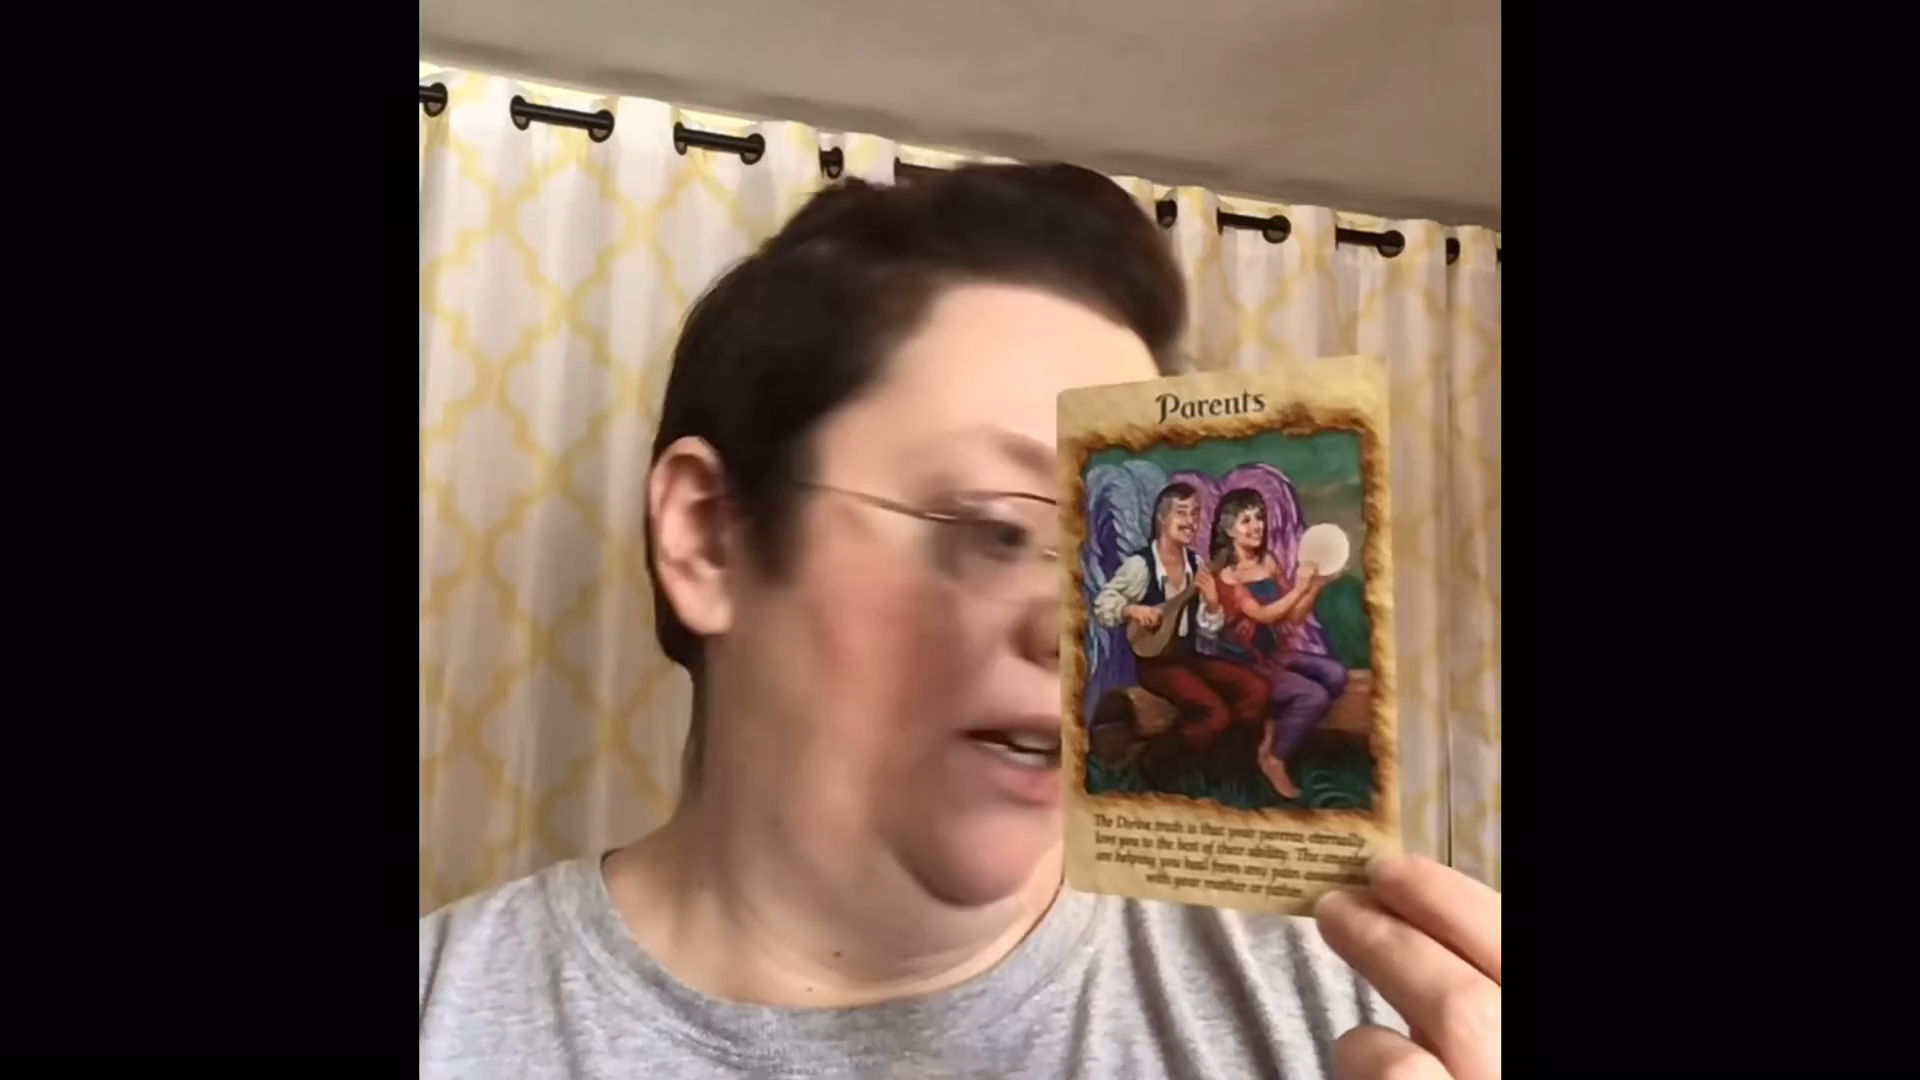 Parents
The Divine truth is that your parents eternally
love you to the best of their ability. The angels
are helping you heal from any pain associated
with your mother or father.